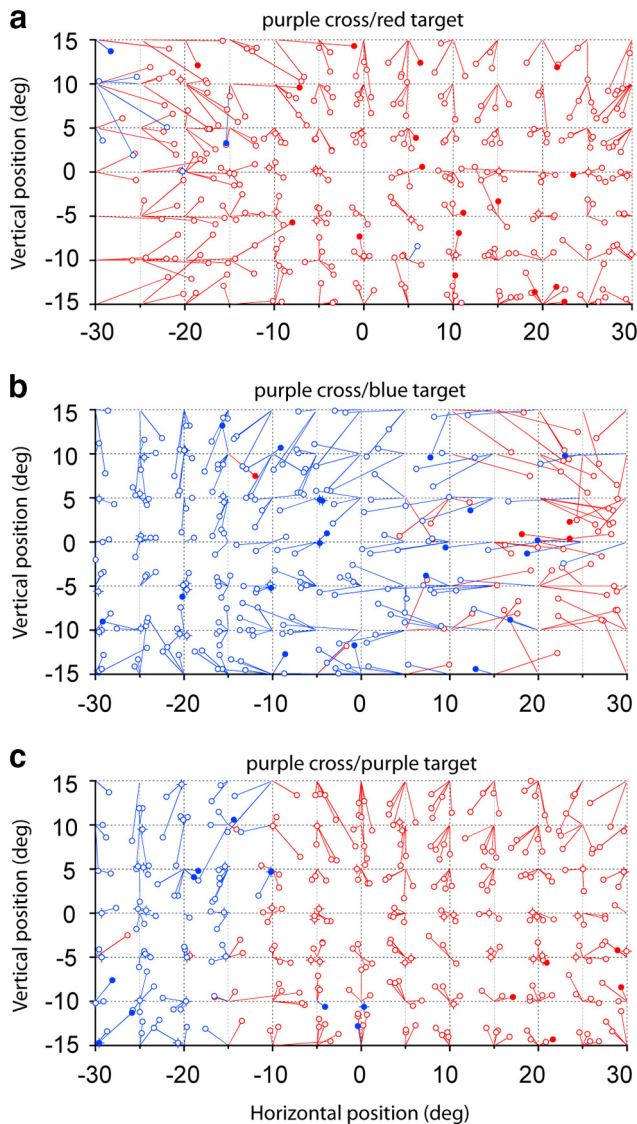 a
purple cross/red target
Vertical position (deg)
15
10
5
0
-5
-10
-15
-30 -20 -10 0 10 20 30
b
purple cross/blue target
Vertical position (deg)
15
10
5
0
-5
-10
-15
-30 -20 -10 0 10 20 30
c
purple cross/purple target
Vertical position (deg)
15
10
5
0
-5
-10
-15
-30 -20 -10 0 10 20 30
Horizontal position (deg)